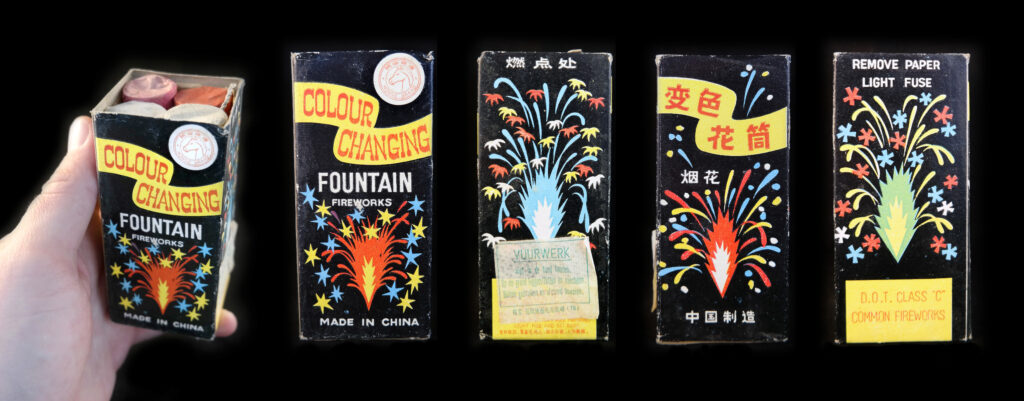 COLOUR
CHANGING
FOUNTAIN
FIREWORKS
MADE IN CHINA
COLOUR
CHANGING
FOUNTAIN
FIREWORKS
MADE IN CHINA
燃点处
VUURWERK
变色
花筒
烟花
中国制造
REMOVE PAPER
LIGHT FUSE
D.O.T. CLASS "C"
COMMON FIREWORKS